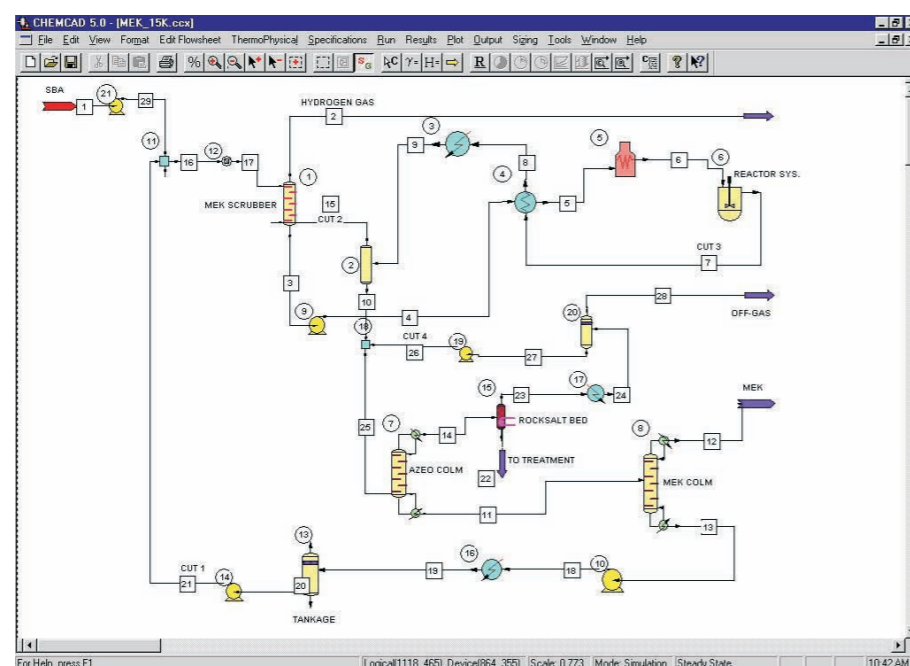 CHEMCAD 5.0 - [MEK_15K.ccx]
File Edit View Format Edit Flowsheet ThermoPhysical Specifications Run Results Plot Output Sizing Tools Window Help
SBA
1
21
29
HYDROGEN GAS
2
3
9
8
5
6
6
REACTOR SYS.
11
16
12
17
1
MEK SCRUBBER
15
CUT 2
4
5
CUT 3
7
2
3
10
9
4
18
CUT 4
26
19
27
20
28
OFF-GAS
15
23
17
24
MEK
25
7
14
ROCKSALT BED
8
12
AZEO COLM
TO TREATMENT
22
MEK COLM
11
13
13
CUT 1
21
14
20
19
16
18
10
TANKAGE
For Help, press F1
Logical(1118, 465) Device(864, 355)
Scale: 0.773
Mode: Simulation
Steady State
10:42 AM